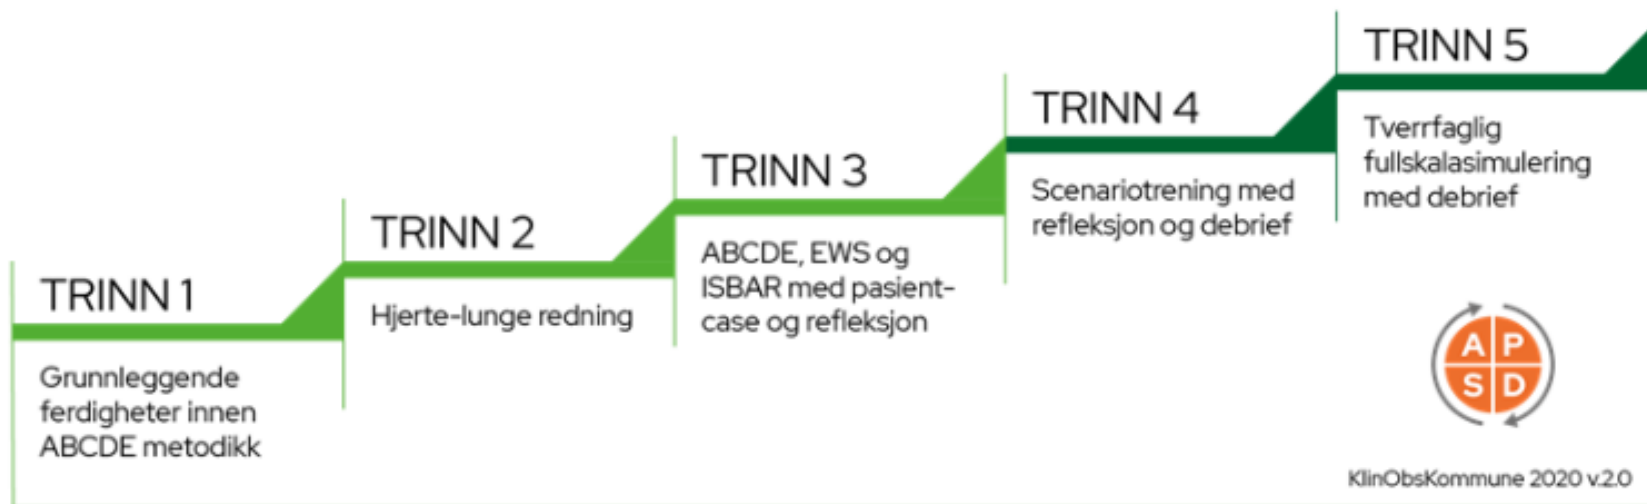 TRINN 1
Grunnleggende
ferdigheter innen
ABCDE metodikk
TRINN 2
Hjerte-lunge redning
TRINN 3
ABCDE, EWS og
ISBAR med pasient-
case og refleksjon
TRINN 4
Scenariotrening med
refleksjon og debrief
TRINN 5
Tverrfaglig
fullskalasimulering
med debrief
A P
S D
KlinObsKommune 2020 v.2.0